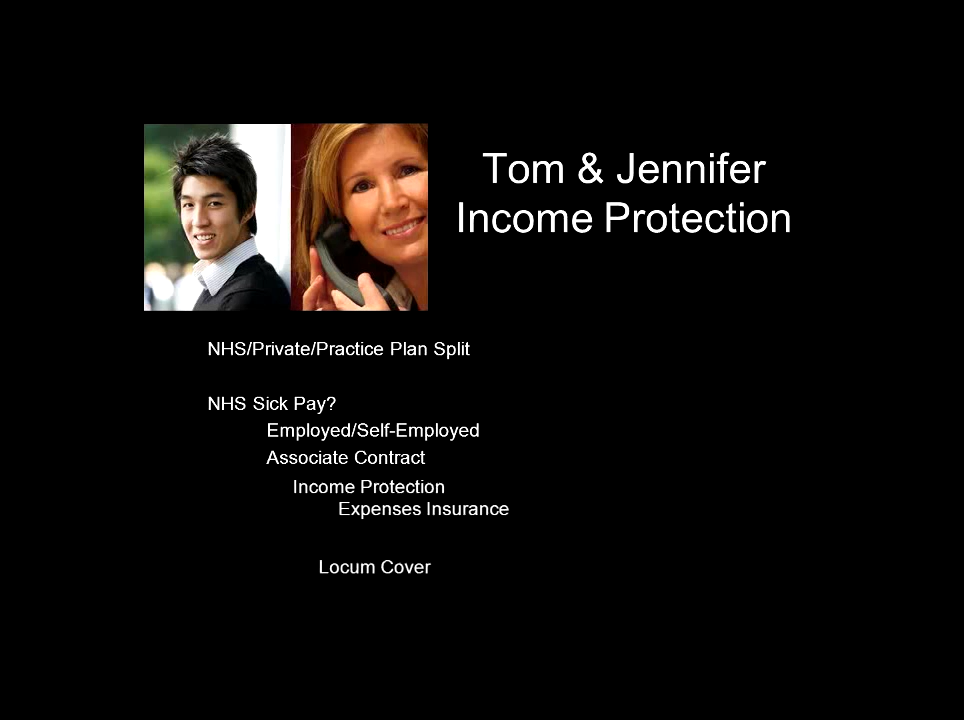 Tom & Jennifer
Income Protection
NHS/Private/Practice Plan Split
NHS Sick Pay?
Employed/Self-Employed
Associate Contract
Income Protection
Expenses Insurance
Locum Cover